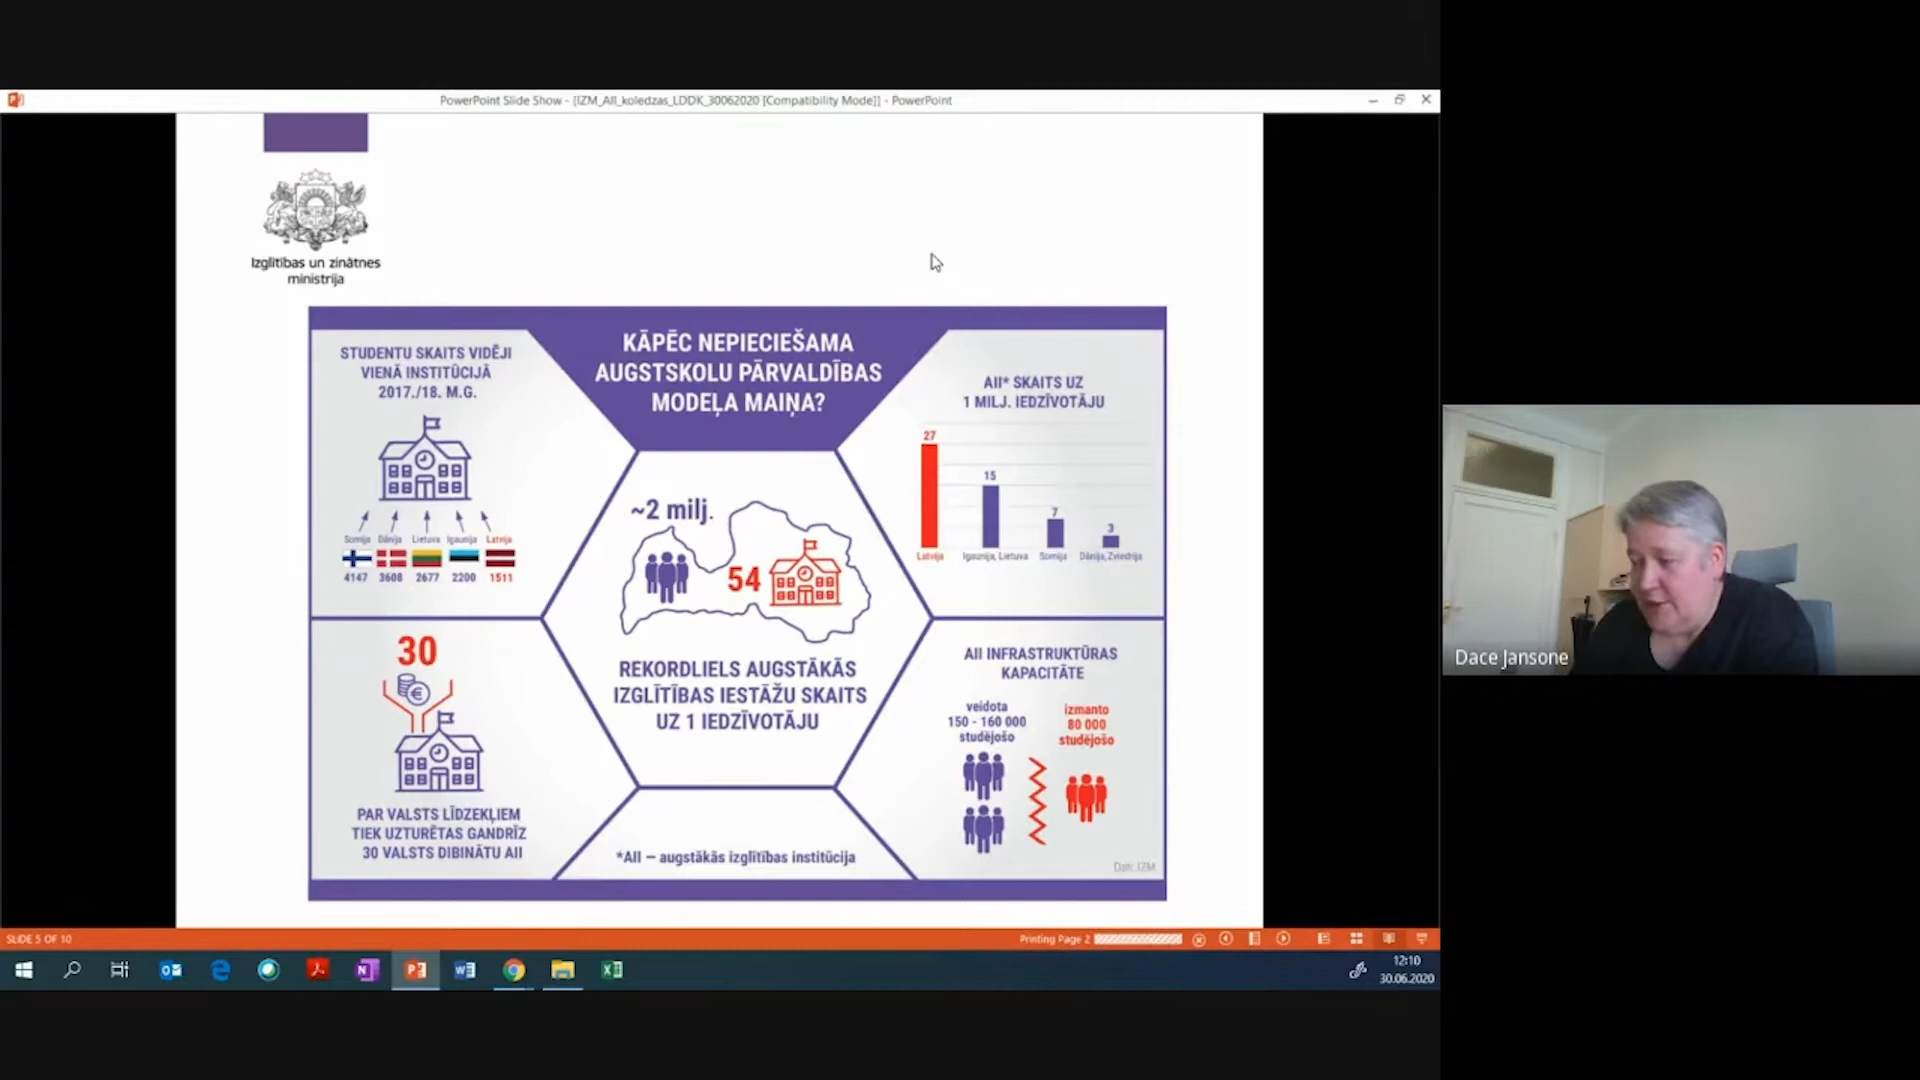 PowerPoint Slide Show - [IZM_AII_koledzas_LDDK_30062020 [Compatibility Mode]] - PowerPoint
Izglītības un zinātnes
ministrija
KĀPĒC NEPIECIEŠAMA
AUGSTSKOLU PĀRVALDĪBAS
MODEĻA MAIŅA?
STUDENTU SKAITS VIDĒJI
VIENĀ INSTITŪCIJĀ
2017./18. M.G.
Somija Dānija Lietuva Igaunija Latvija
4147 3608 2677 2200 1511
AII* SKAITS UZ
1 MILJ. IEDZĪVOTĀJU
27
15
7
3
Latvija Igaunija, Lietuva Somija Dānija, Zviedrija
~2 milj.
54
REKORDLIELS AUGSTĀKĀS
IZGLĪTĪBAS IESTĀŽU SKAITS
UZ 1 IEDZĪVOTĀJU
30
PAR VALSTS LĪDZEKĻIEM
TIEK UZTURĒTAS GANDRĪZ
30 VALSTS DIBINĀTU AII
AII INFRASTRUKTŪRAS
KAPACITĀTE
veidota
150 - 160 000
studējošo
izmanto
80 000
studējošo
*AII – augstākās izglītības institūcija
Dati: IZM
Dace Jansone
SLIDE 5 OF 10
Printing Page 2
12:10
30.06.2020